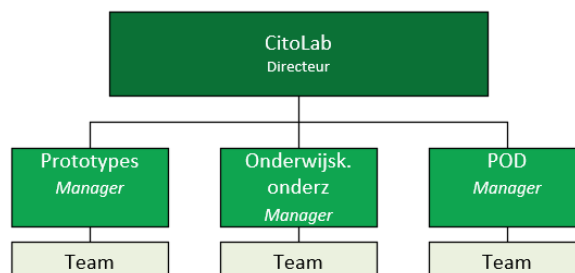 CitoLab
Directeur
Prototypes
Manager
Onderwijsk.
onderz
Manager
POD
Manager
Team
Team
Team